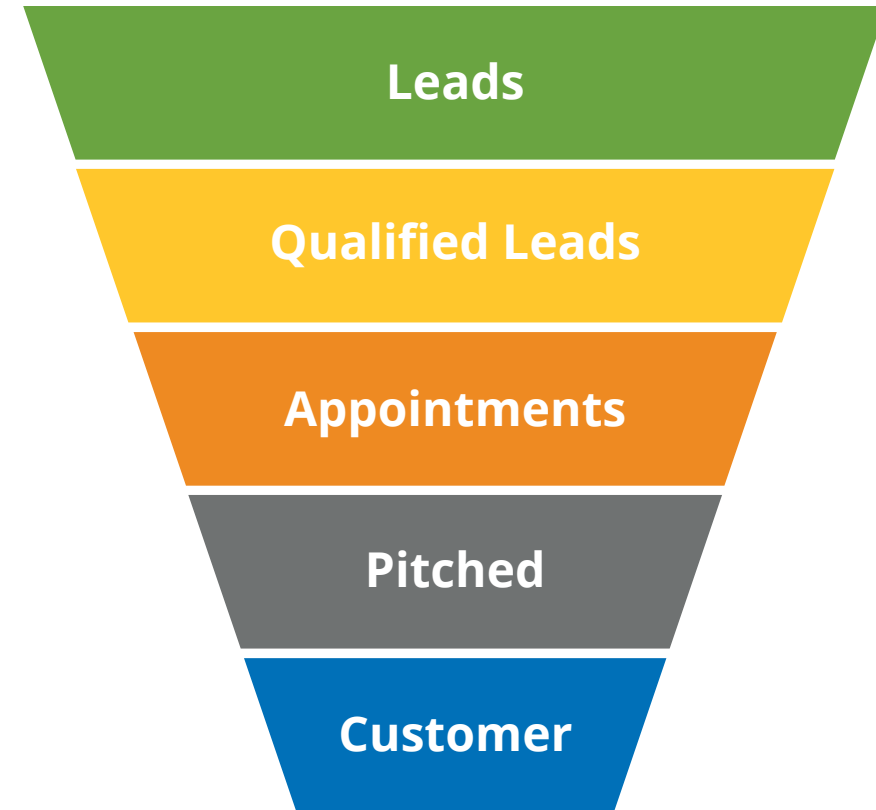 Leads
Qualified Leads
Appointments
Pitched
Customer